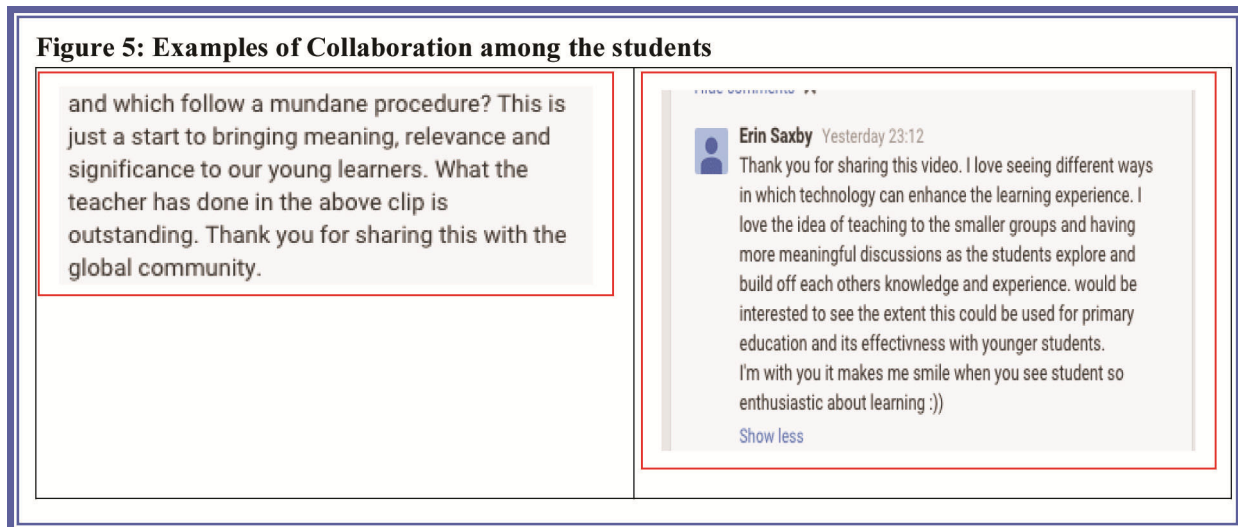 Figure 5: Examples of Collaboration among the students
and which follow a mundane procedure? This is
just a start to bringing meaning, relevance and
significance to our young learners. What the
teacher has done in the above clip is
outstanding. Thank you for sharing this with the
global community.
Hide comments
Erin Saxby Yesterday 23:12
Thank you for sharing this video. I love seeing different ways
in which technology can enhance the learning experience. I
love the idea of teaching to the smaller groups and having
more meaningful discussions as the students explore and
build off each others knowledge and experience. would be
interested to see the extent this could be used for primary
education and its effectivness with younger students.
I'm with you it makes me smile when you see student so
enthusiastic about learning :))
Show less